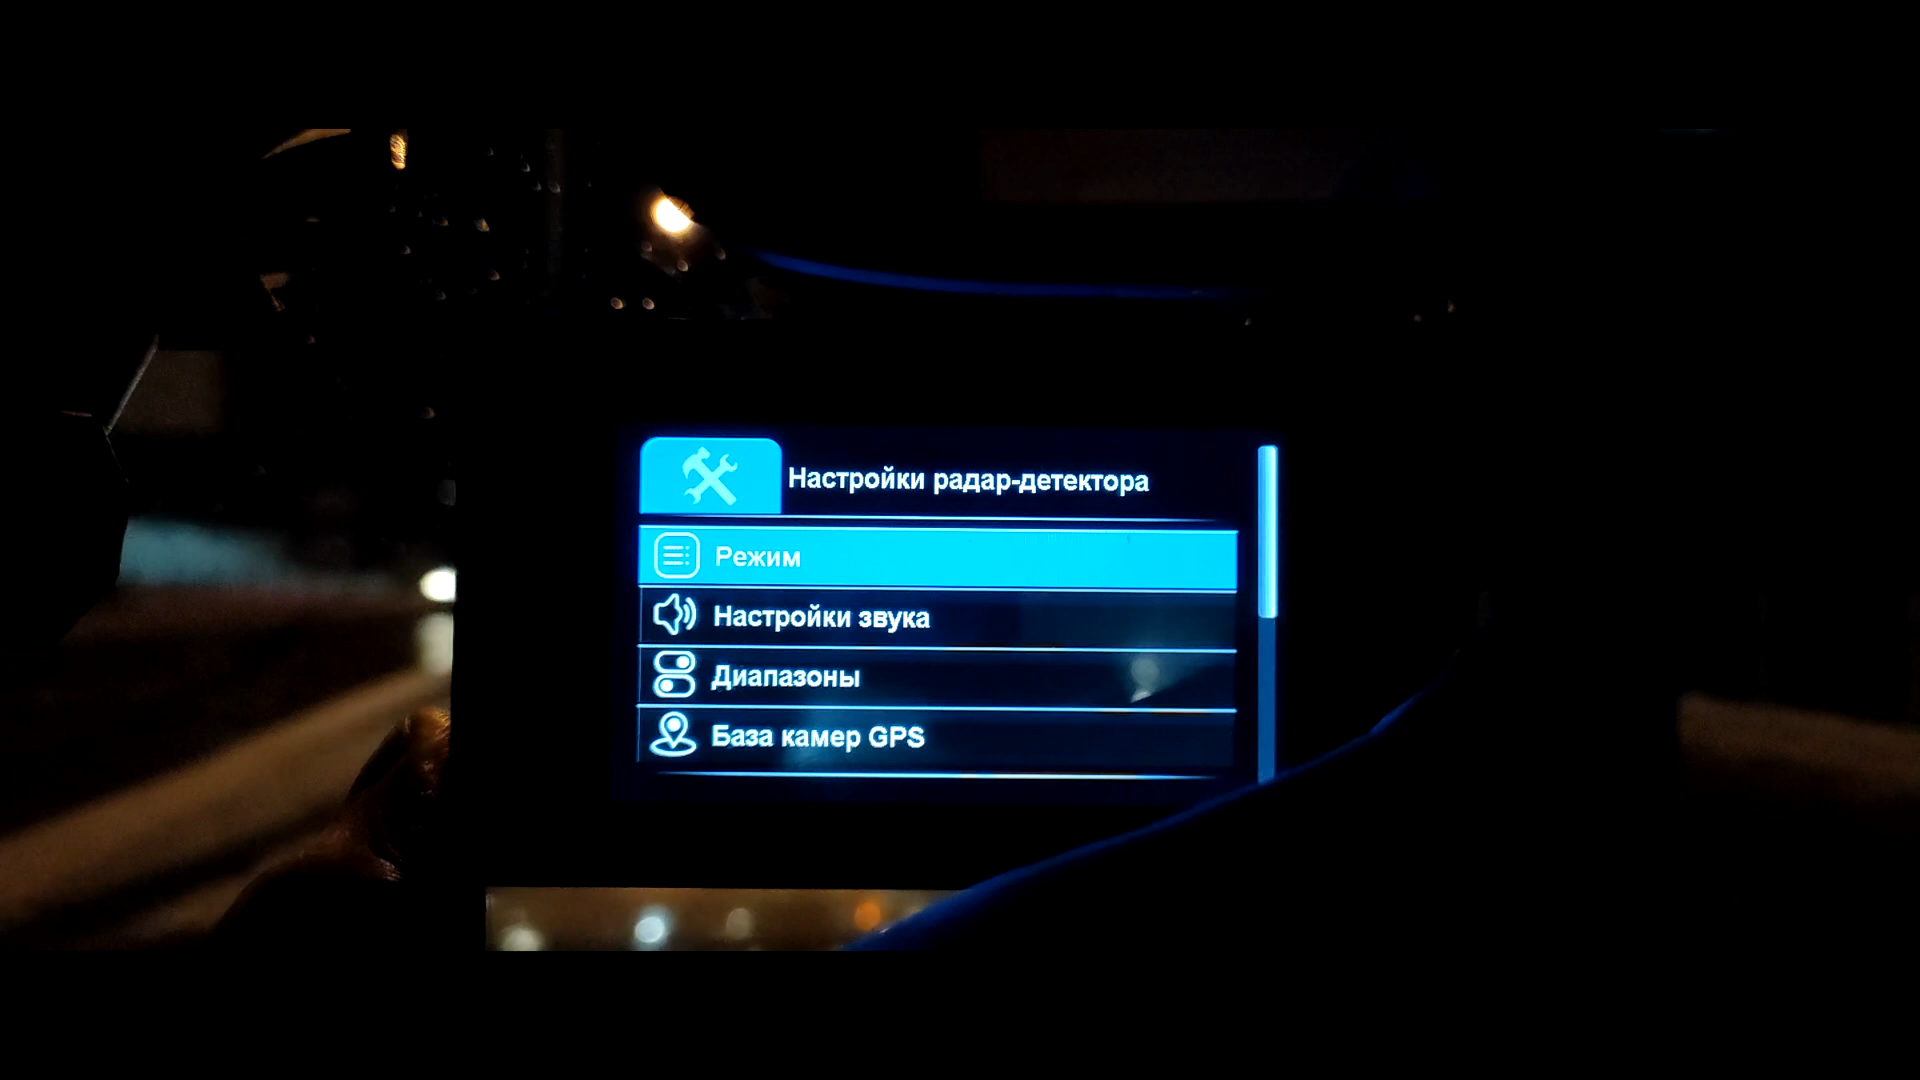 Настройки радар-детектора
Режим
Настройки звука
Диапазоны
База камер GPS